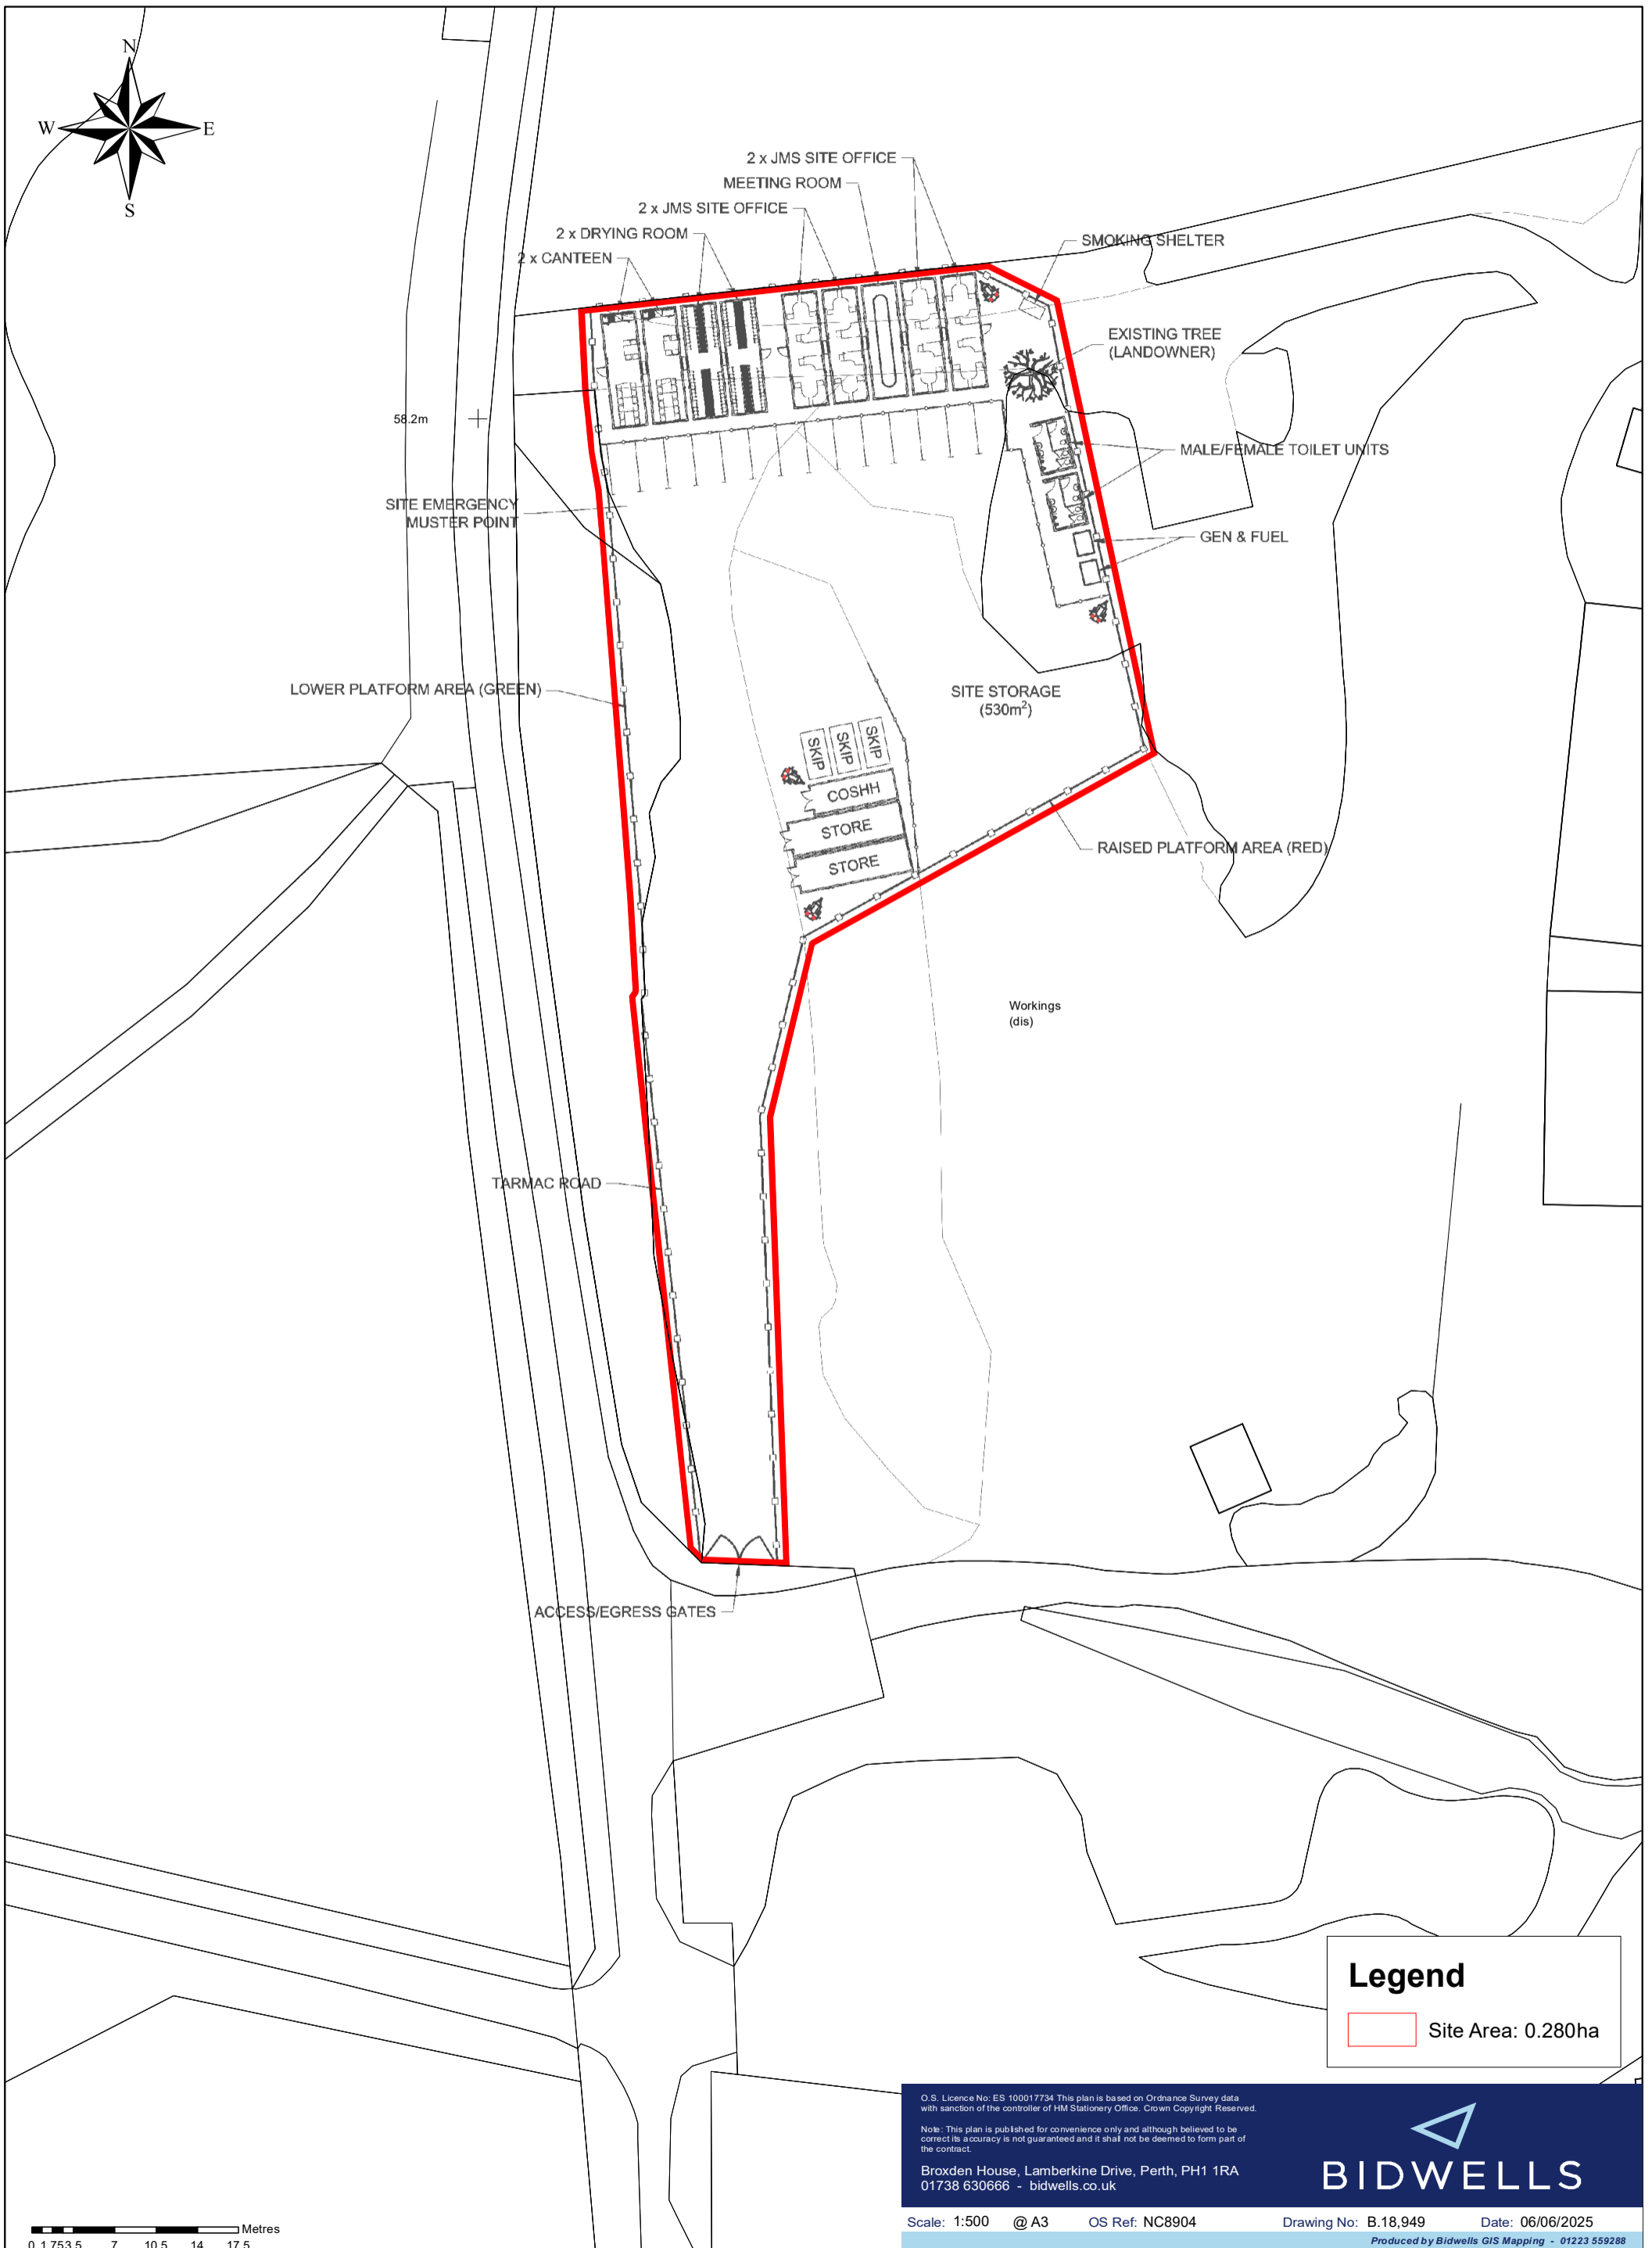 N
W E
S
2 x JMS SITE OFFICE
MEETING ROOM
2 x JMS SITE OFFICE
2 x DRYING ROOM
2 x CANTEEN
SMOKING SHELTER
EXISTING TREE
(LANDOWNER)
58.2m
MALE/FEMALE TOILET UNITS
SITE EMERGENCY
MUSTER POINT
GEN & FUEL
LOWER PLATFORM AREA (GREEN)
SITE STORAGE
(530m²)
SKIP
SKIP
SKIP
COSHH
STORE
STORE
RAISED PLATFORM AREA (RED)
Workings
(dis)
TARMAC ROAD
ACCESS/EGRESS GATES
Legend
Site Area: 0.280ha
O.S. Licence No: ES 100017734 This plan is based on Ordnance Survey data
with sanction of the controller of HM Stationery Office. Crown Copyright Reserved.
Note: This plan is published for convenience only and although believed to be
correct its accuracy is not guaranteed and it shall not be deemed to form part of
the contract.
Broxden House, Lamberkine Drive, Perth, PH1 1RA
01738 630666 - bidwells.co.uk
BIDWELLS
Scale: 1:500 @ A3 OS Ref: NC8904 Drawing No: B.18,949 Date: 06/06/2025
Produced by Bidwells GIS Mapping - 01223 559288
Metres
0 1.75 3.5 7 10.5 14 17.5